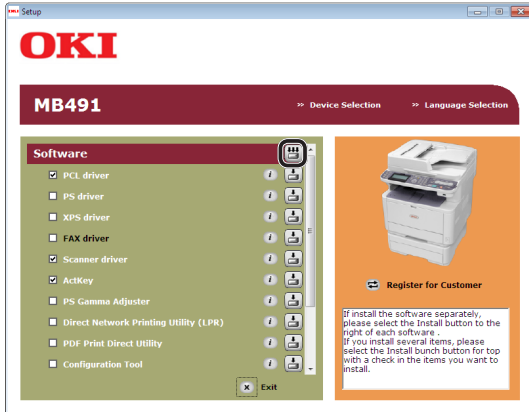 OKI Setup
OKI
MB491
>> Device Selection
>> Language Selection
Software
PCL driver
PS driver
XPS driver
FAX driver
Scanner driver
ActKey
PS Gamma Adjuster
Direct Network Printing Utility (LPR)
PDF Print Direct Utility
Configuration Tool
Exit
Register for Customer
If install the software separately,
please select the Install button to the
right of each software .
If you install several items, please
select the Install bunch button for top
with a check in the items you want to
install.